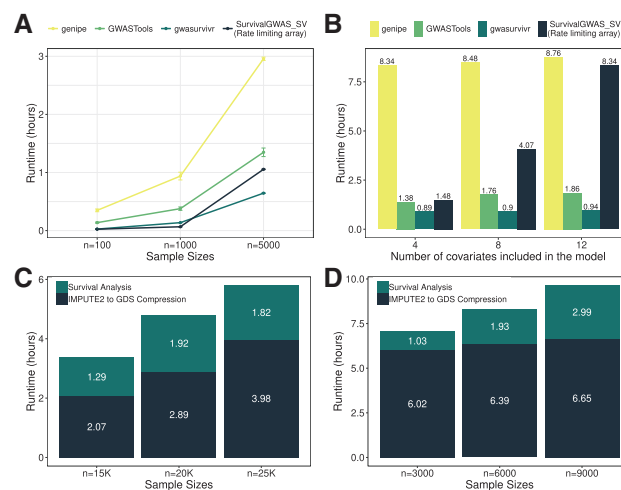 A
genipe
GWASTools
gwasurvivr
SurvivalGWAS_SV
(Rate limiting array)
Runtime (hours)
3
2
1
0
n=100
n=1000
n=5000
Sample Sizes
B
genipe
GWASTools
gwasurvivr
SurvivalGWAS_SV
(Rate limiting array)
Runtime (hours)
7.5
5.0
2.5
0.0
8.34
1.38
0.89
1.48
8.48
1.76
0.9
4.07
8.76
1.86
0.94
8.34
4
8
12
Number of covariates included in the model
C
Survival Analysis
IMPUTE2 to GDS Compression
Runtime (hours)
6
4
2
0
1.29
2.07
1.92
2.89
1.82
3.98
n=15K
n=20K
n=25K
Sample Sizes
D
Survival Analysis
IMPUTE2 to GDS Compression
Runtime (hours)
10.0
7.5
5.0
2.5
0.0
1.03
6.02
1.93
6.39
2.99
6.65
n=3000
n=6000
n=9000
Sample Sizes